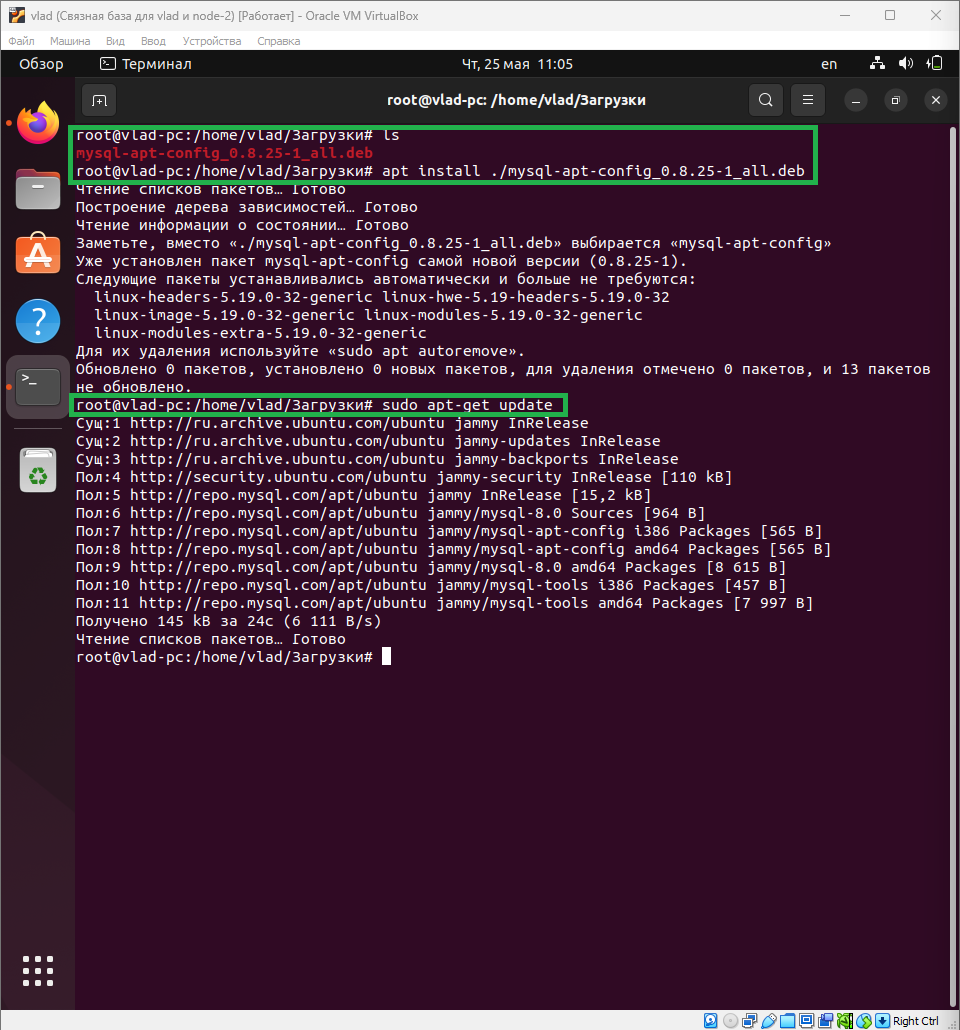 vlad (Связная база для vlad и node-2) [Работает] - Oracle VM VirtualBox
Файл Машина Вид Ввод Устройства Справка
Обзор Терминал Чт, 25 мая 11:05 en
root@vlad-pc: /home/vlad/Загрузки
root@vlad-pc:/home/vlad/Загрузки# ls
mysql-apt-config_0.8.25-1_all.deb
root@vlad-pc:/home/vlad/Загрузки# apt install ./mysql-apt-config_0.8.25-1_all.deb
Чтение списков пакетов… Готово
Построение дерева зависимостей… Готово
Чтение информации о состоянии… Готово
Заметьте, вместо «./mysql-apt-config_0.8.25-1_all.deb» выбирается «mysql-apt-config»
Уже установлен пакет mysql-apt-config самой новой версии (0.8.25-1).
Следующие пакеты устанавливались автоматически и больше не требуются:
linux-headers-5.19.0-32-generic linux-hwe-5.19-headers-5.19.0-32
linux-image-5.19.0-32-generic linux-modules-5.19.0-32-generic
linux-modules-extra-5.19.0-32-generic
Для их удаления используйте «sudo apt autoremove».
Обновлено 0 пакетов, установлено 0 новых пакетов, для удаления отмечено 0 пакетов, и 13 пакетов
не обновлено.
root@vlad-pc:/home/vlad/Загрузки# sudo apt-get update
Сущ:1 http://ru.archive.ubuntu.com/ubuntu jammy InRelease
Сущ:2 http://ru.archive.ubuntu.com/ubuntu jammy-updates InRelease
Сущ:3 http://ru.archive.ubuntu.com/ubuntu jammy-backports InRelease
Пол:4 http://security.ubuntu.com/ubuntu jammy-security InRelease [110 kB]
Пол:5 http://repo.mysql.com/apt/ubuntu jammy InRelease [15,2 kB]
Пол:6 http://repo.mysql.com/apt/ubuntu jammy/mysql-8.0 Sources [964 B]
Пол:7 http://repo.mysql.com/apt/ubuntu jammy/mysql-apt-config i386 Packages [565 B]
Пол:8 http://repo.mysql.com/apt/ubuntu jammy/mysql-apt-config amd64 Packages [565 B]
Пол:9 http://repo.mysql.com/apt/ubuntu jammy/mysql-8.0 amd64 Packages [8 615 B]
Пол:10 http://repo.mysql.com/apt/ubuntu jammy/mysql-tools i386 Packages [457 B]
Пол:11 http://repo.mysql.com/apt/ubuntu jammy/mysql-tools amd64 Packages [7 997 B]
Получено 145 kB за 24с (6 111 B/s)
Чтение списков пакетов… Готово
root@vlad-pc:/home/vlad/Загрузки#
Right Ctrl